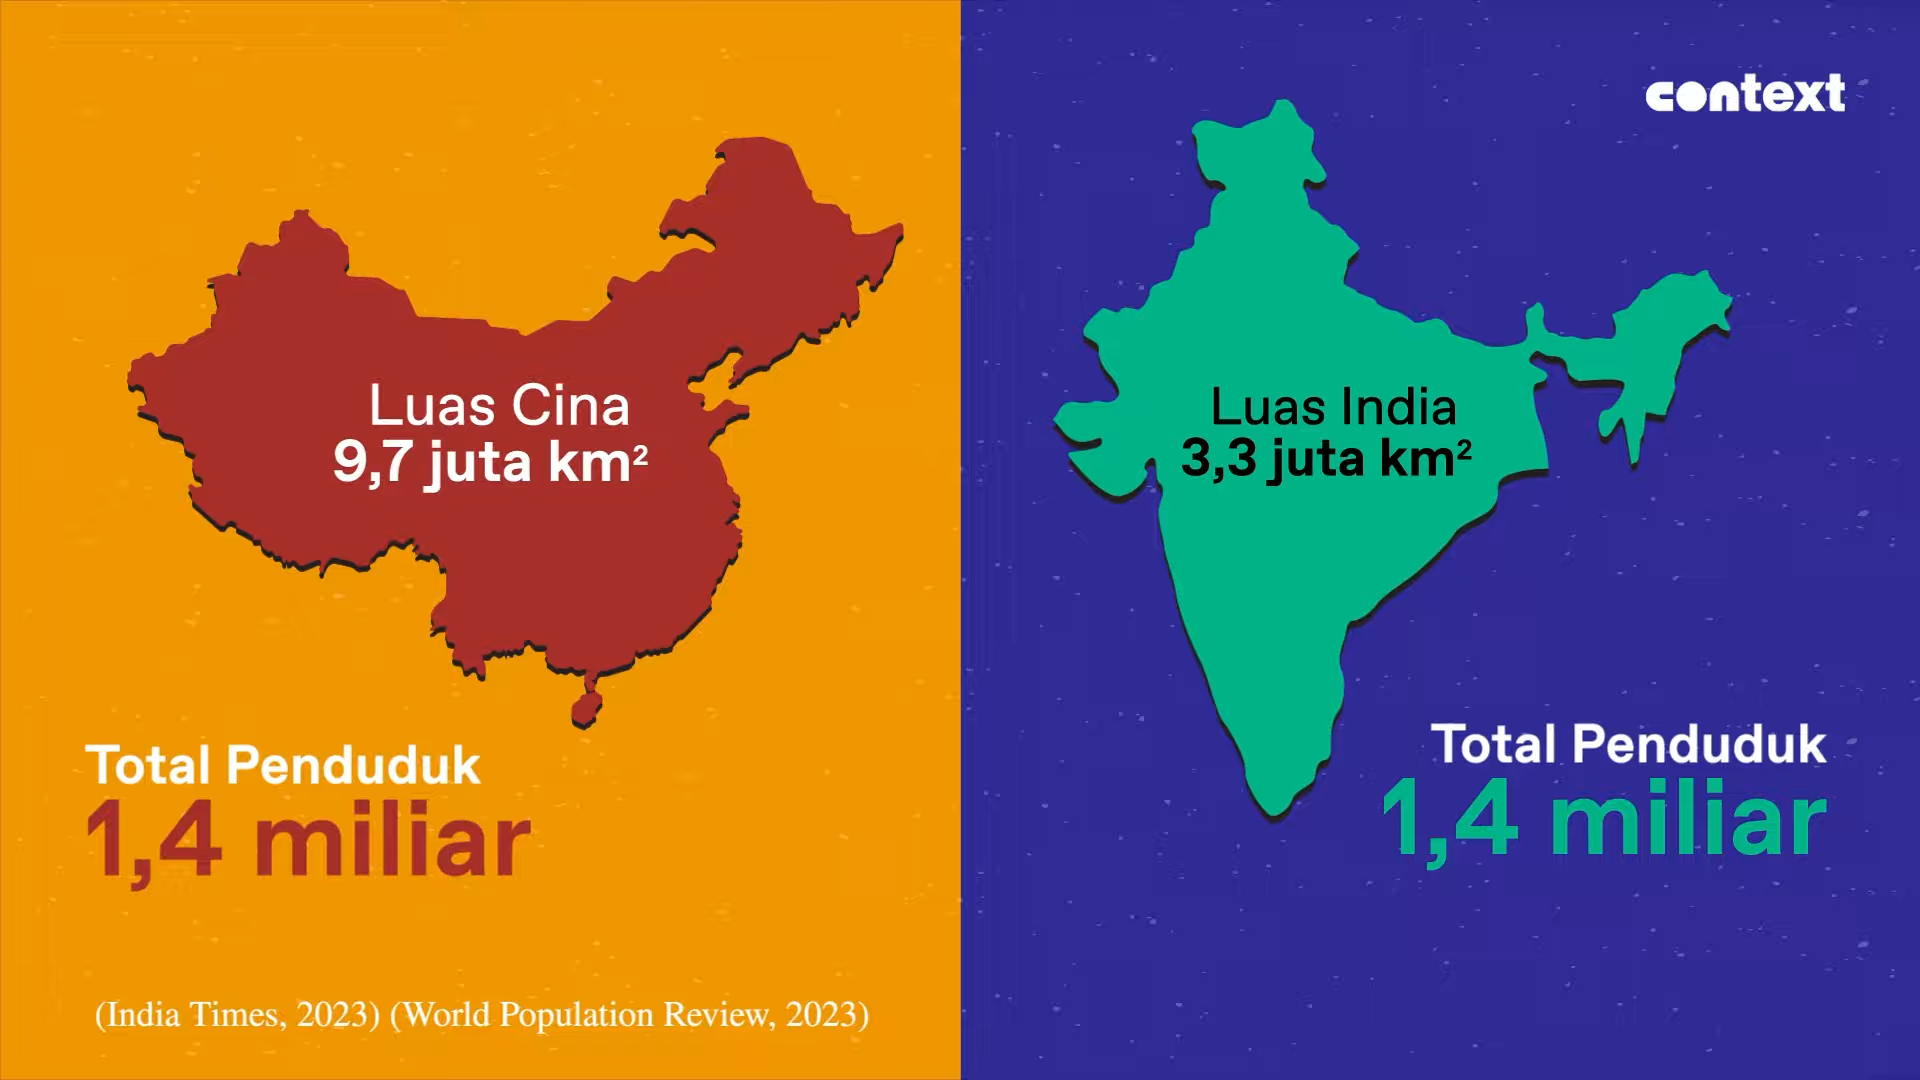 context
Luas Cina
9,7 juta km²
Luas India
3,3 juta km²
Total Penduduk
1,4 miliar
Total Penduduk
1,4 miliar
(India Times, 2023) (World Population Review, 2023)